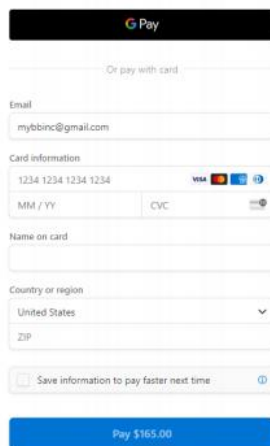 G Pay
Or pay with card
Email
mybbinc@gmail.com
Card information
1234 1234 1234 1234 VISA
MM / YY CVC
Name on card
Country or region
United States
ZIP
Save information to pay faster next time
Pay $165.00